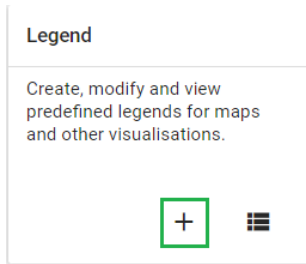 Legend
Create, modify and view
predefined legends for maps
and other visualisations.